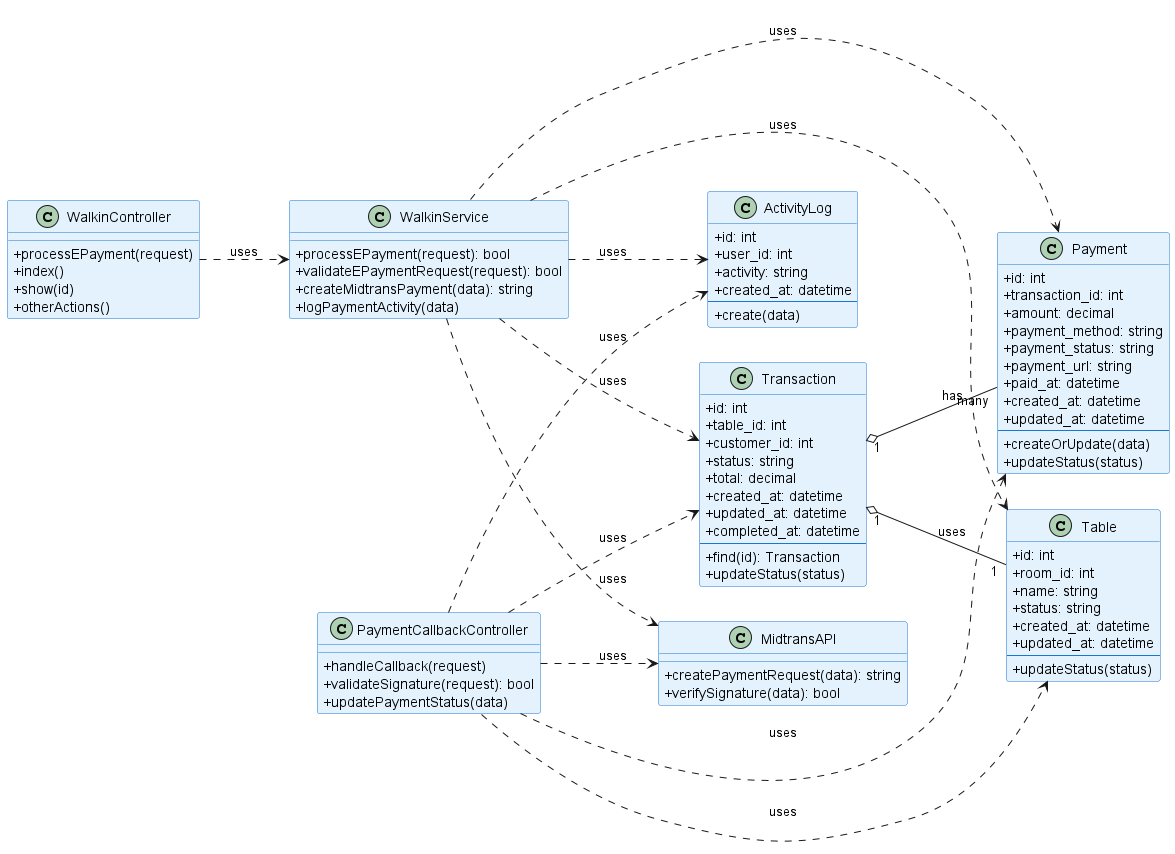 C WalkinController
+processEPayment(request)
+index()
+show(id)
+otherActions()
uses
C WalkinService
+processEPayment(request): bool
+validateEPaymentRequest(request): bool
+createMidtransPayment(data): string
+logPaymentActivity(data)
uses
uses
uses
uses
uses
C ActivityLog
+id: int
+user_id: int
+activity: string
+created_at: datetime
+create(data)
uses
C Transaction
+id: int
+table_id: int
+customer_id: int
+status: string
+total: decimal
+created_at: datetime
+updated_at: datetime
+completed_at: datetime
+find(id): Transaction
+updateStatus(status)
has
many
1
1
uses
1
C Payment
+id: int
+transaction_id: int
+amount: decimal
+payment_method: string
+payment_status: string
+payment_url: string
+paid_at: datetime
+created_at: datetime
+updated_at: datetime
+createOrUpdate(data)
+updateStatus(status)
C Table
+id: int
+room_id: int
+name: string
+status: string
+created_at: datetime
+updated_at: datetime
+updateStatus(status)
C PaymentCallbackController
+handleCallback(request)
+validateSignature(request): bool
+updatePaymentStatus(data)
uses
uses
uses
uses
C MidtransAPI
+createPaymentRequest(data): string
+verifySignature(data): bool